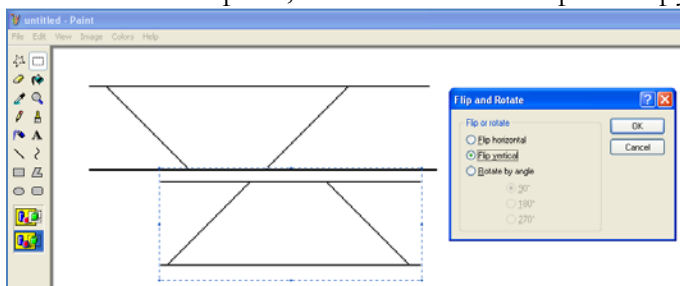 untitled - Paint
File Edit View Image Colors Help
A
Flip and Rotate
Flip or rotate
Flip horizontal
Flip vertical
Rotate by angle
90°
180°
270°
OK
Cancel